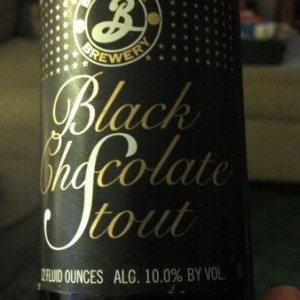 B
BREWERY
Black
Chocolate
Stout
12 FLUID OUNCES ALC. 10.0% BY VOL.